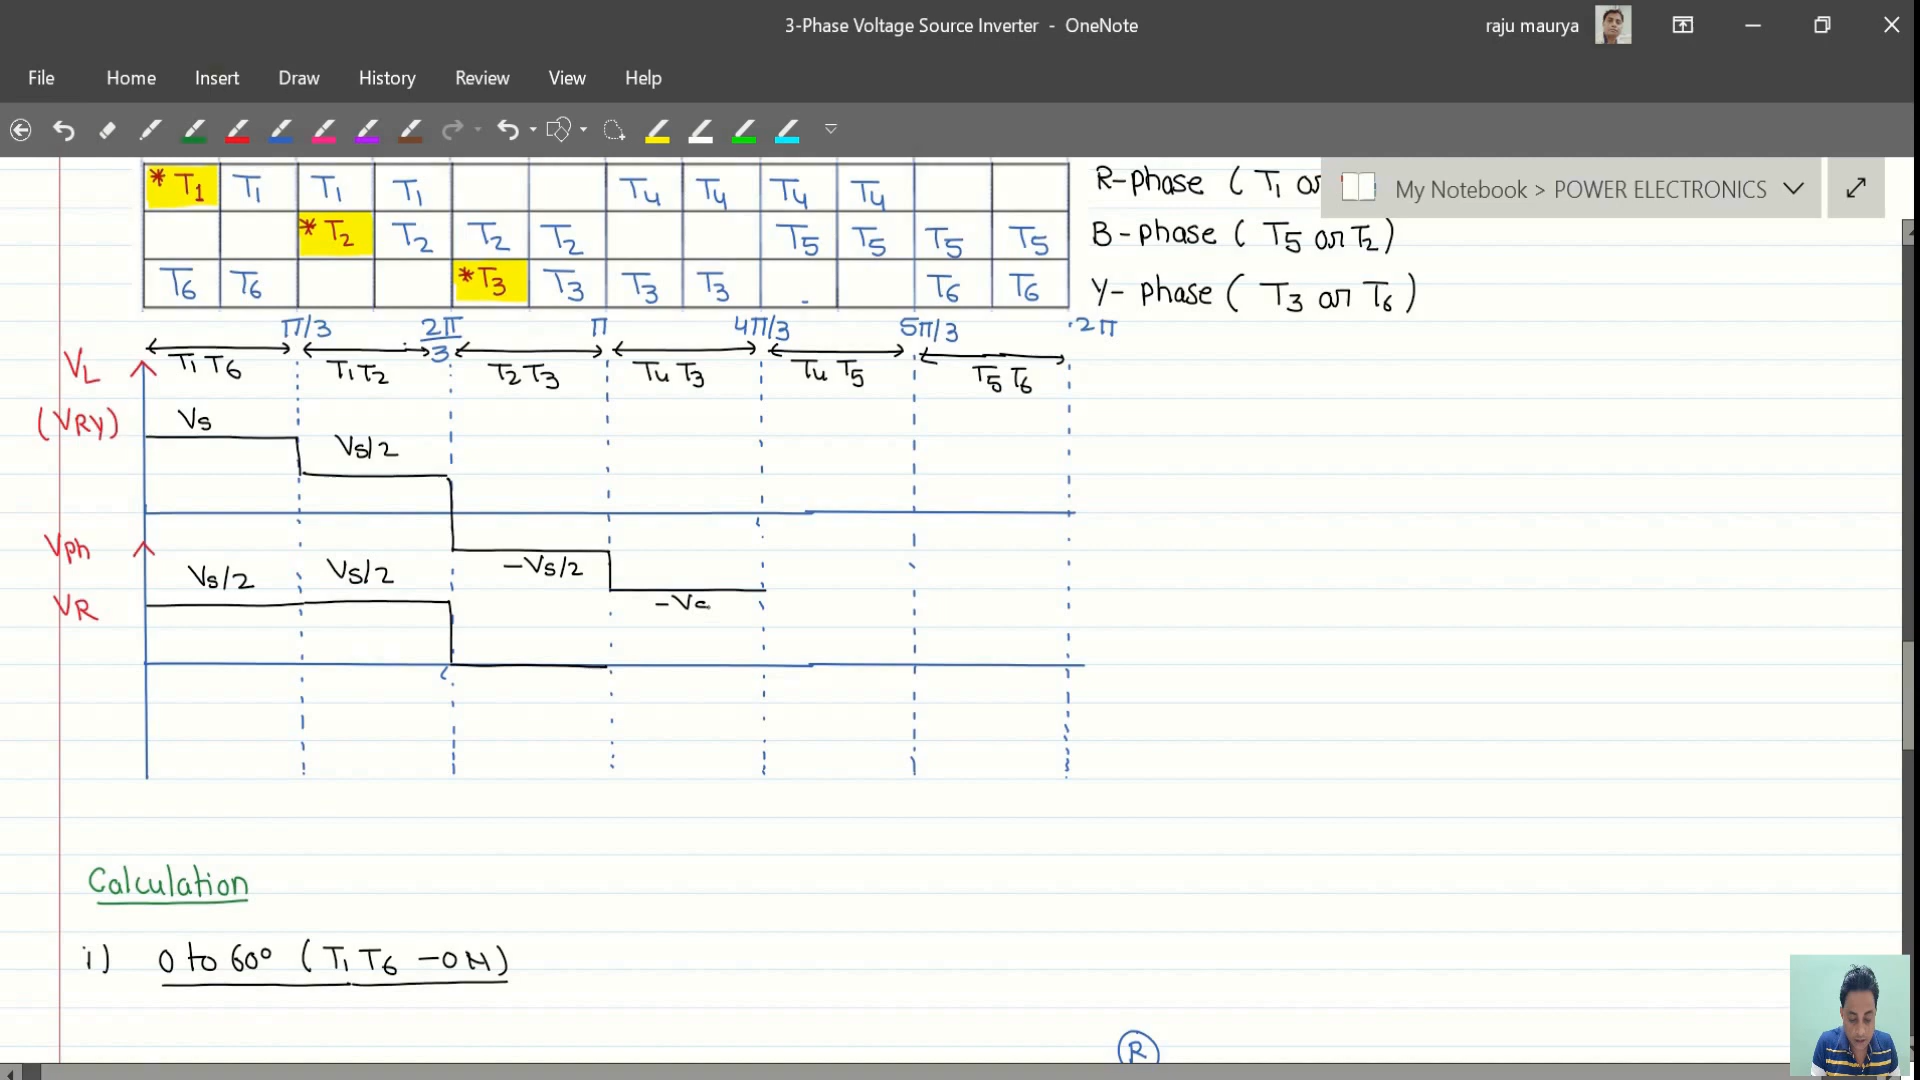 3-Phase Voltage Source Inverter - OneNote
raju maurya
File Home Insert Draw History Review View Help
* T1 T1 T1 T1 T4 T4 T4 T4
R-phase ( T1 or
My Notebook > POWER ELECTRONICS
* T2 T2 T2 T2 T5 T5 T5 T5
B-phase ( T5 or T2)
T6 T6 * T3 T3 T3 T3 T6 T6
Y-phase ( T3 or T6 )
π/3 2π/3 π 4π/3 5π/3 2π
T1 T6 T1 T2 T2 T3 T4 T3 T4 T5 T5 T6
VL
(VRY)
Vs
Vs/2
Vph
Vs/2 Vs/2 -Vs/2
VR
-Vs
Calculation
i) 0 to 60° ( T1 T6 -ON)
R